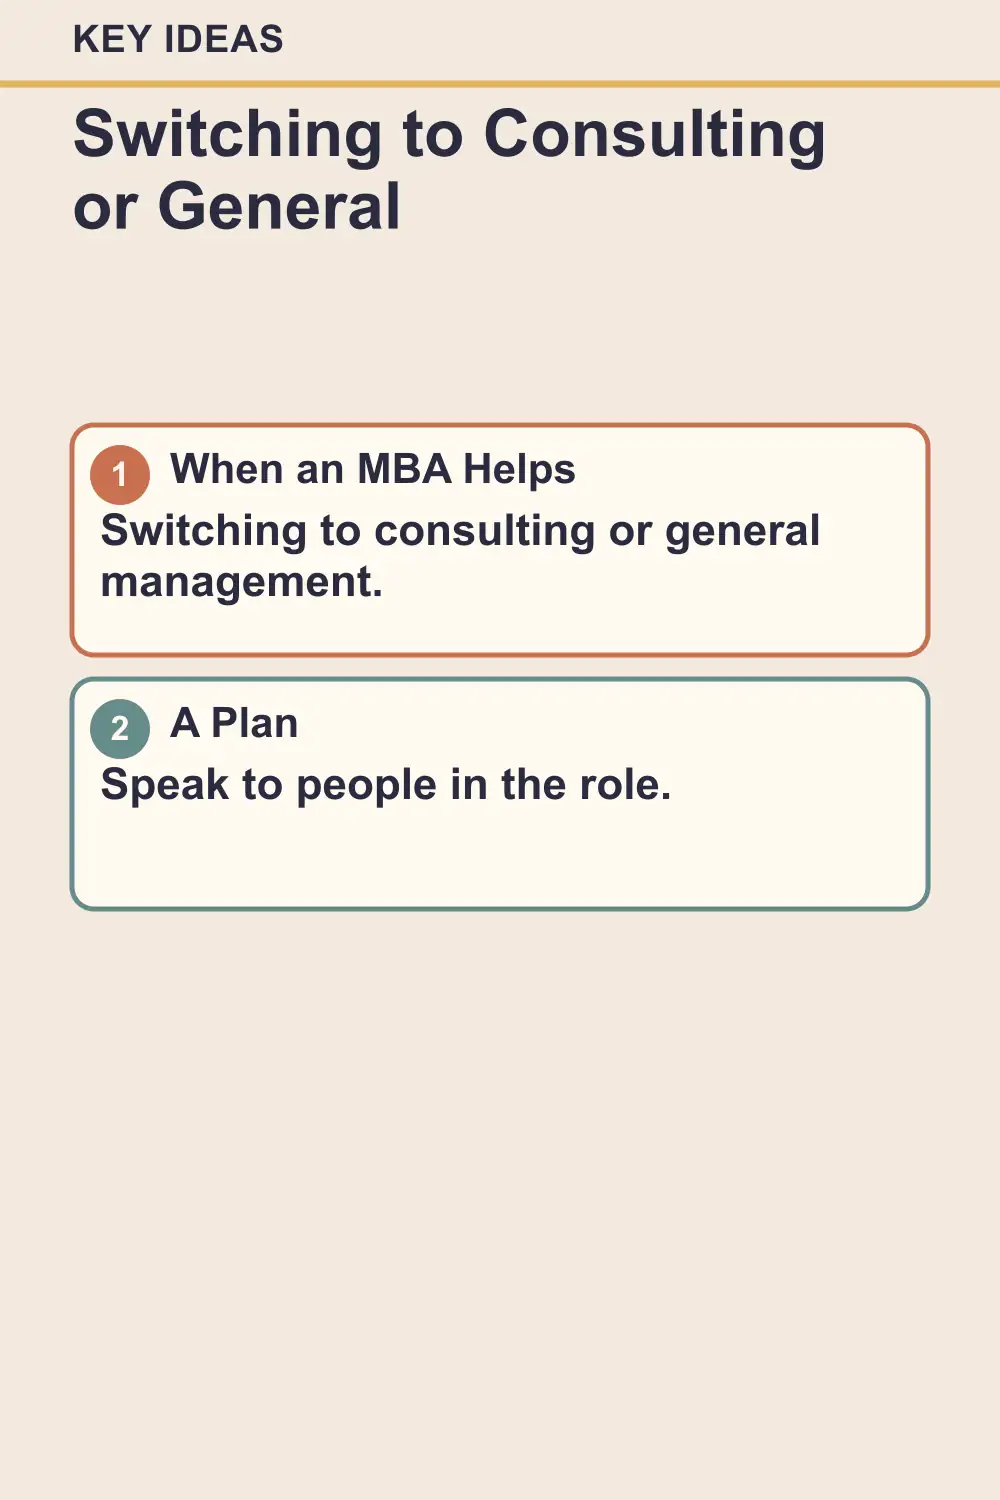 KEY IDEAS
Switching to Consulting
or General
1 When an MBA Helps
Switching to consulting or general
management.
2 A Plan
Speak to people in the role.